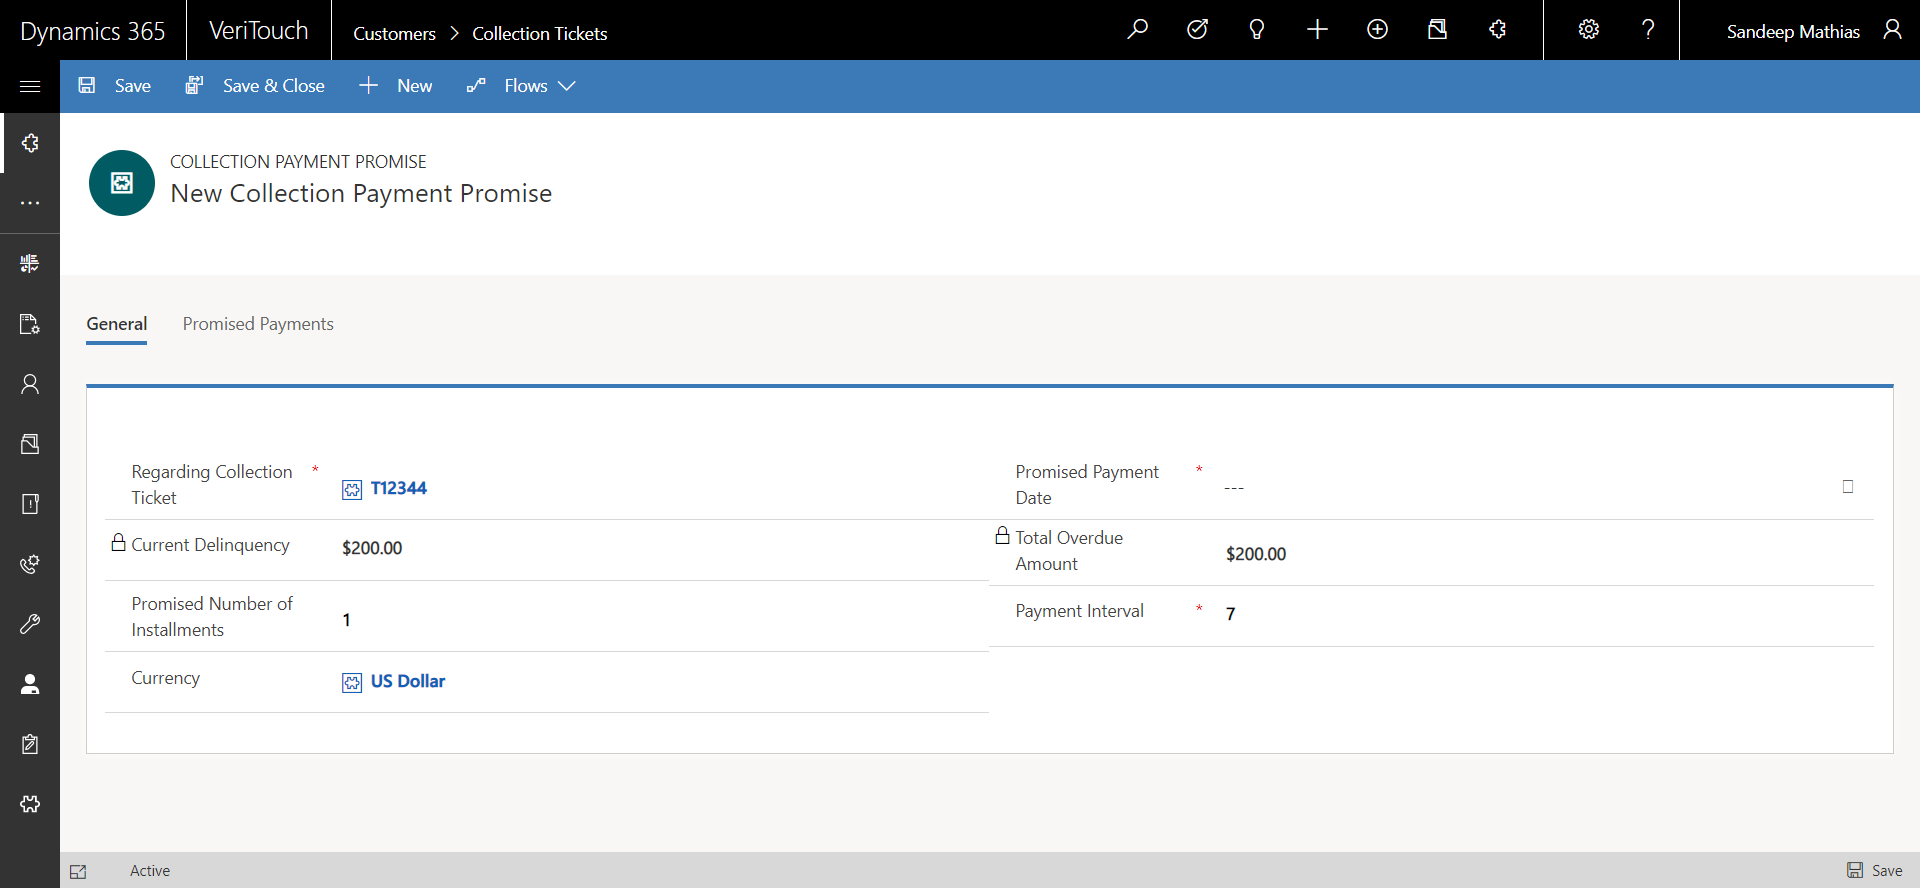 Dynamics 365
VeriTouch
Customers > Collection Tickets
Sandeep Mathias
Save
Save & Close
New
Flows
COLLECTION PAYMENT PROMISE
New Collection Payment Promise
General
Promised Payments
Regarding Collection
Ticket
*
T12344
Promised Payment
Date
*
---
Current Delinquency
$200.00
Total Overdue
Amount
$200.00
Promised Number of
Installments
1
Payment Interval
*
7
Currency
US Dollar
Active
Save